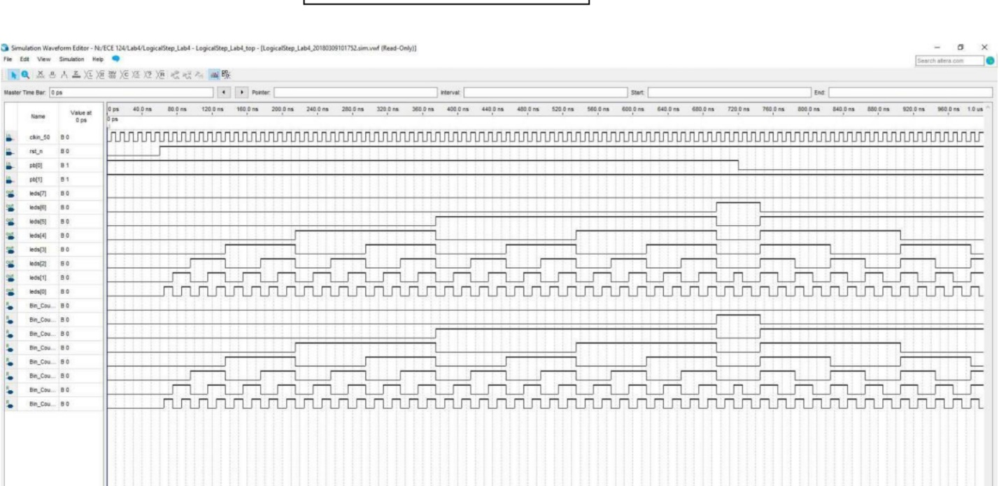 Simulation Waveform Editor - N:/ECE 124/Lab4/LogicalStep_Lab4 - LogicalStep_Lab4_top - [LogicalStep_Lab4_20180309101752.sim.vwf (Read-Only)]
File Edit View Simulation Help
Search altera.com
Master Time Bar: 0 ps Pointer: Interval: Start: End:
Name Value at 0 ps
0 ps 40.0 ns 80.0 ns 120.0 ns 160.0 ns 200.0 ns 240.0 ns 280.0 ns 320.0 ns 360.0 ns 400.0 ns 440.0 ns 480.0 ns 520.0 ns 560.0 ns 600.0 ns 640.0 ns 680.0 ns 720.0 ns 760.0 ns 800.0 ns 840.0 ns 880.0 ns 920.0 ns 960.0 ns 1.0 us
0 ps
clkin_50 B 0
rst_n B 0
pb[0] B 1
pb[1] B 1
leds[7] B 0
leds[6] B 0
leds[5] B 0
leds[4] B 0
leds[3] B 0
leds[2] B 0
leds[1] B 0
leds[0] B 0
Bin_Cou... B 0
Bin_Cou... B 0
Bin_Cou... B 0
Bin_Cou... B 0
Bin_Cou... B 0
Bin_Cou... B 0
Bin_Cou... B 0
Bin_Cou... B 0